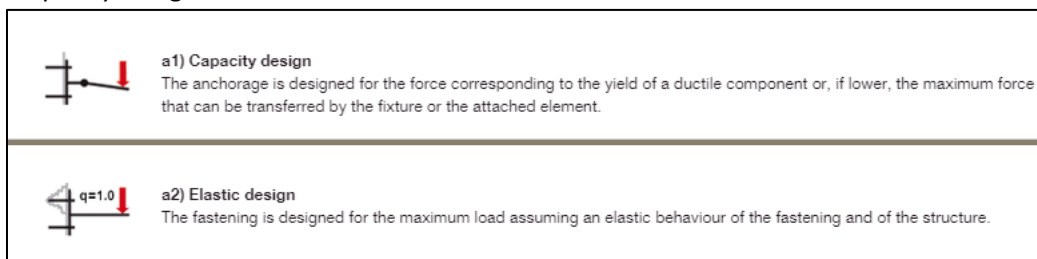 a1) Capacity design
The anchorage is designed for the force corresponding to the yield of a ductile component or, if lower, the maximum force
that can be transferred by the fixture or the attached element.
q=1.0
a2) Elastic design
The fastening is designed for the maximum load assuming an elastic behaviour of the fastening and of the structure.